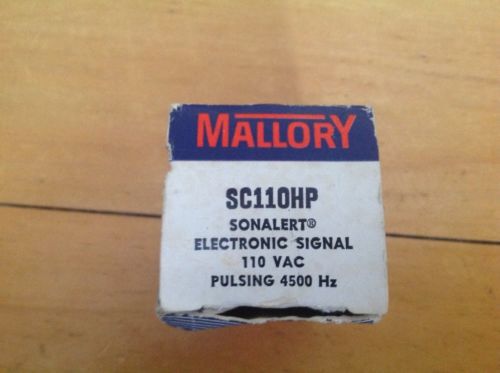 MALLORY
SC110HP
SONALERT®
ELECTRONIC SIGNAL
110 VAC
PULSING 4500 Hz